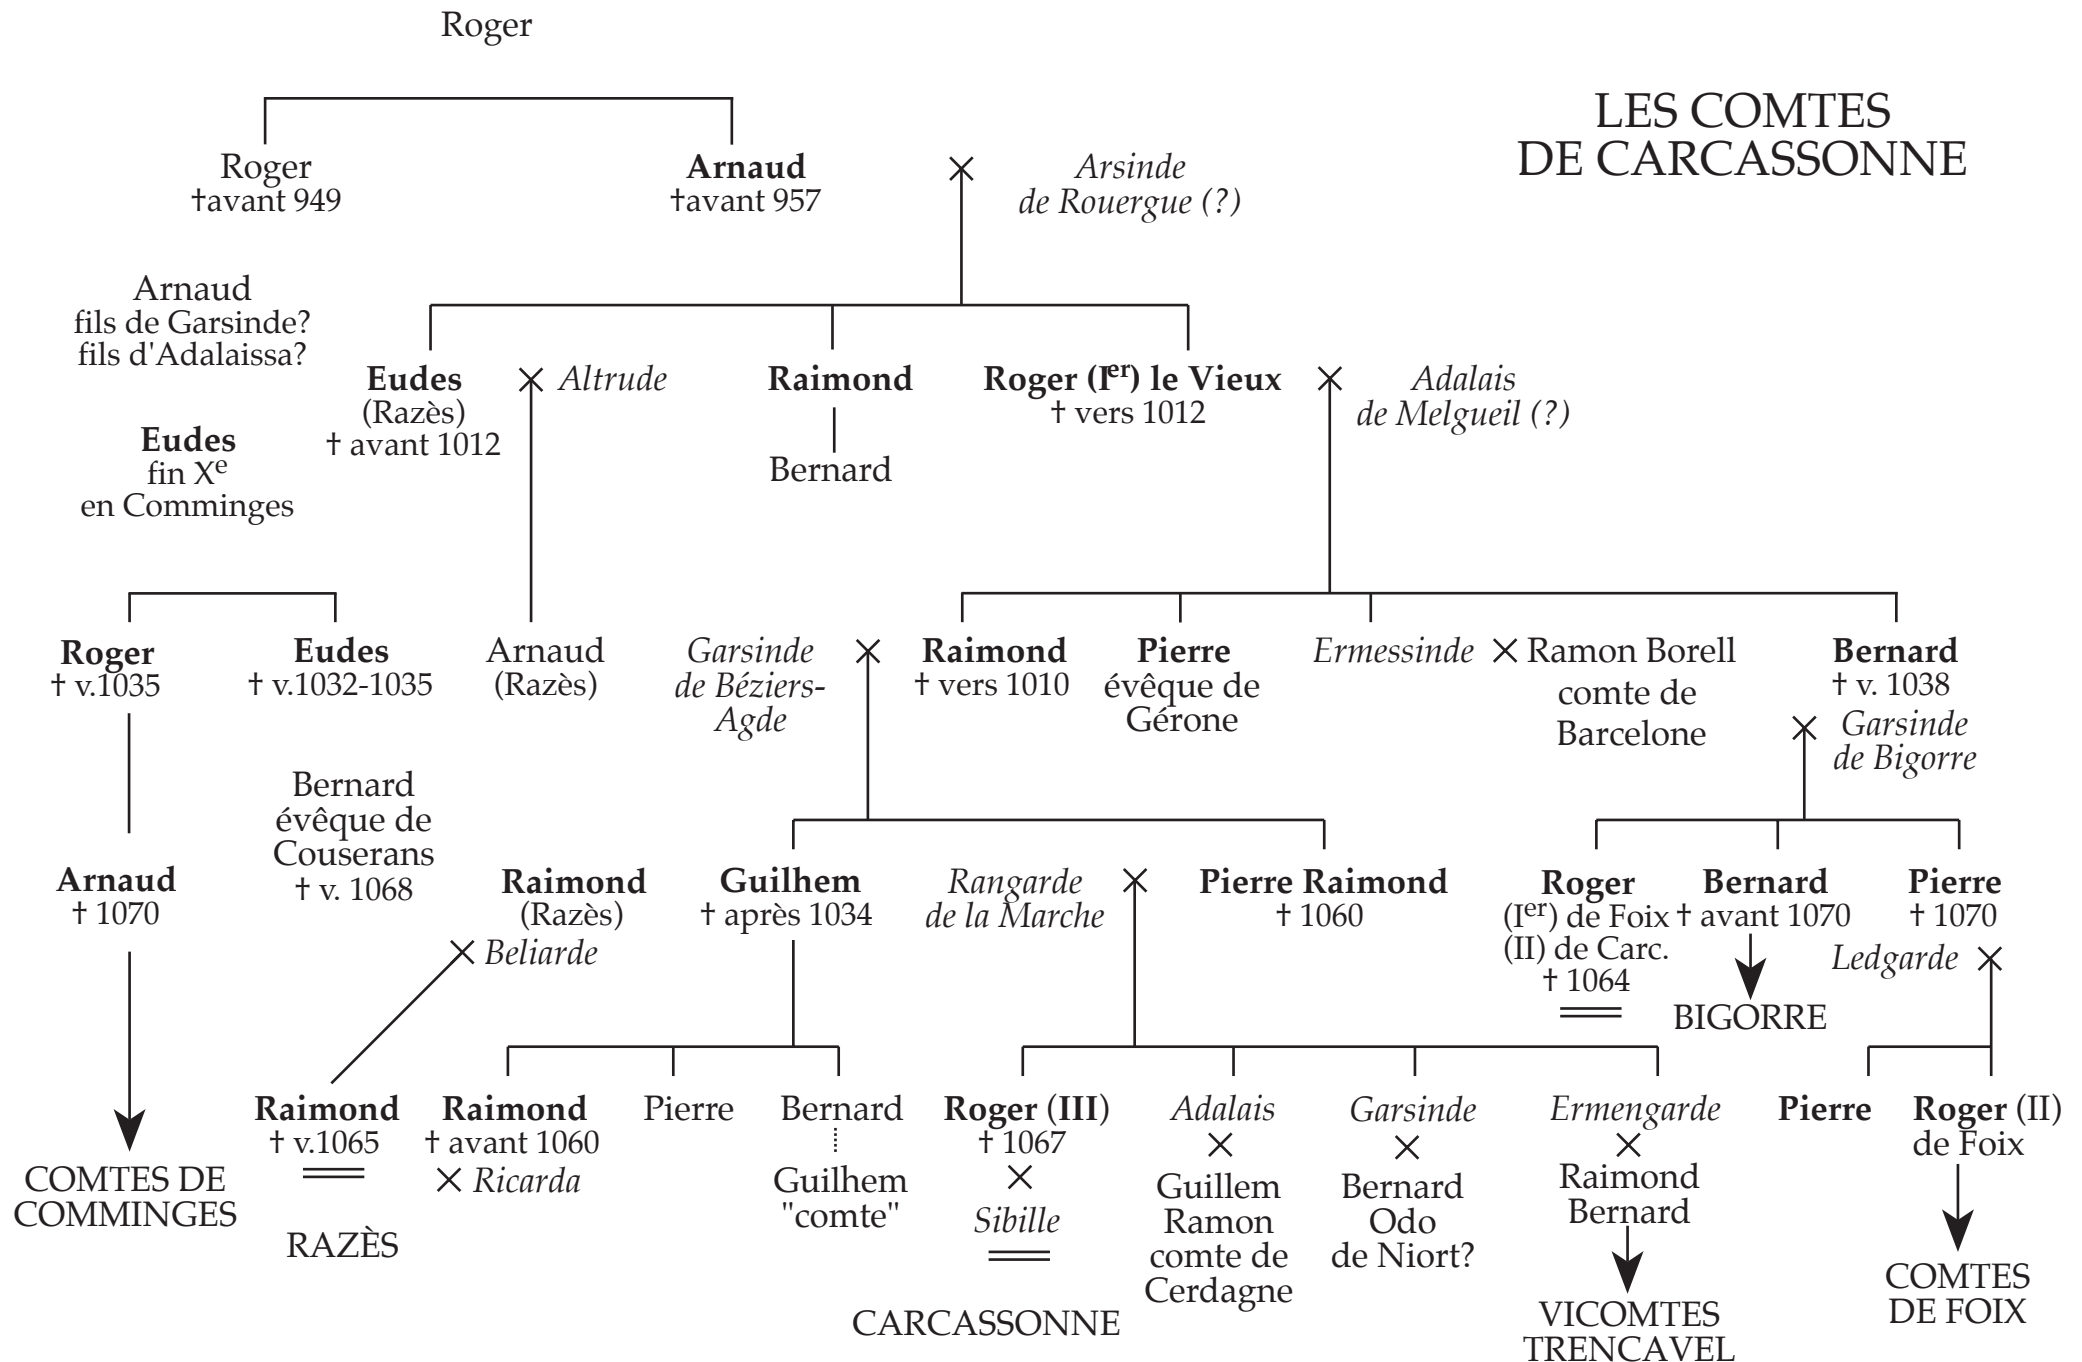 Roger
LES COMTES
DE CARCASSONNE
Roger
†avant 949
Arnaud
†avant 957
Arsinde
de Rouergue (?)
Arnaud
fils de Garsinde?
fils d'Adalaissa?
Eudes
(Razès)
† avant 1012
Altrude
Raimond
Bernard
Roger (Ier) le Vieux
† vers 1012
Adalais
de Melgueil (?)
Eudes
fin Xe
en Comminges
Roger
† v.1035
Eudes
† v.1032-1035
Arnaud
(Razès)
Garsinde
de Béziers-
Agde
Raimond
† vers 1010
Pierre
évêque de
Gérone
Ermessinde
Ramon Borell
comte de
Barcelone
Bernard
† v. 1038
Garsinde
de Bigorre
Bernard
évêque de
Couserans
† v. 1068
Arnaud
† 1070
Raimond
(Razès)
Beliarde
Guilhem
† après 1034
Rangarde
de la Marche
Pierre Raimond
† 1060
Roger
(Ier) de Foix
(II) de Carc.
† 1064
Bernard
† avant 1070
BIGORRE
Pierre
† 1070
Ledgarde
Raimond
† v.1065
RAZÈS
Raimond
† avant 1060
Ricarda
Pierre
Bernard
Guilhem
"comte"
Roger (III)
† 1067
Sibille
CARCASSONNE
Adalais
Guillem
Ramon
comte de
Cerdagne
Garsinde
Bernard
Odo
de Niort?
Ermengarde
Raimond
Bernard
VICOMTES
TRENCAVEL
Pierre
Roger (II)
de Foix
COMTES
DE FOIX
COMTES DE
COMMINGES